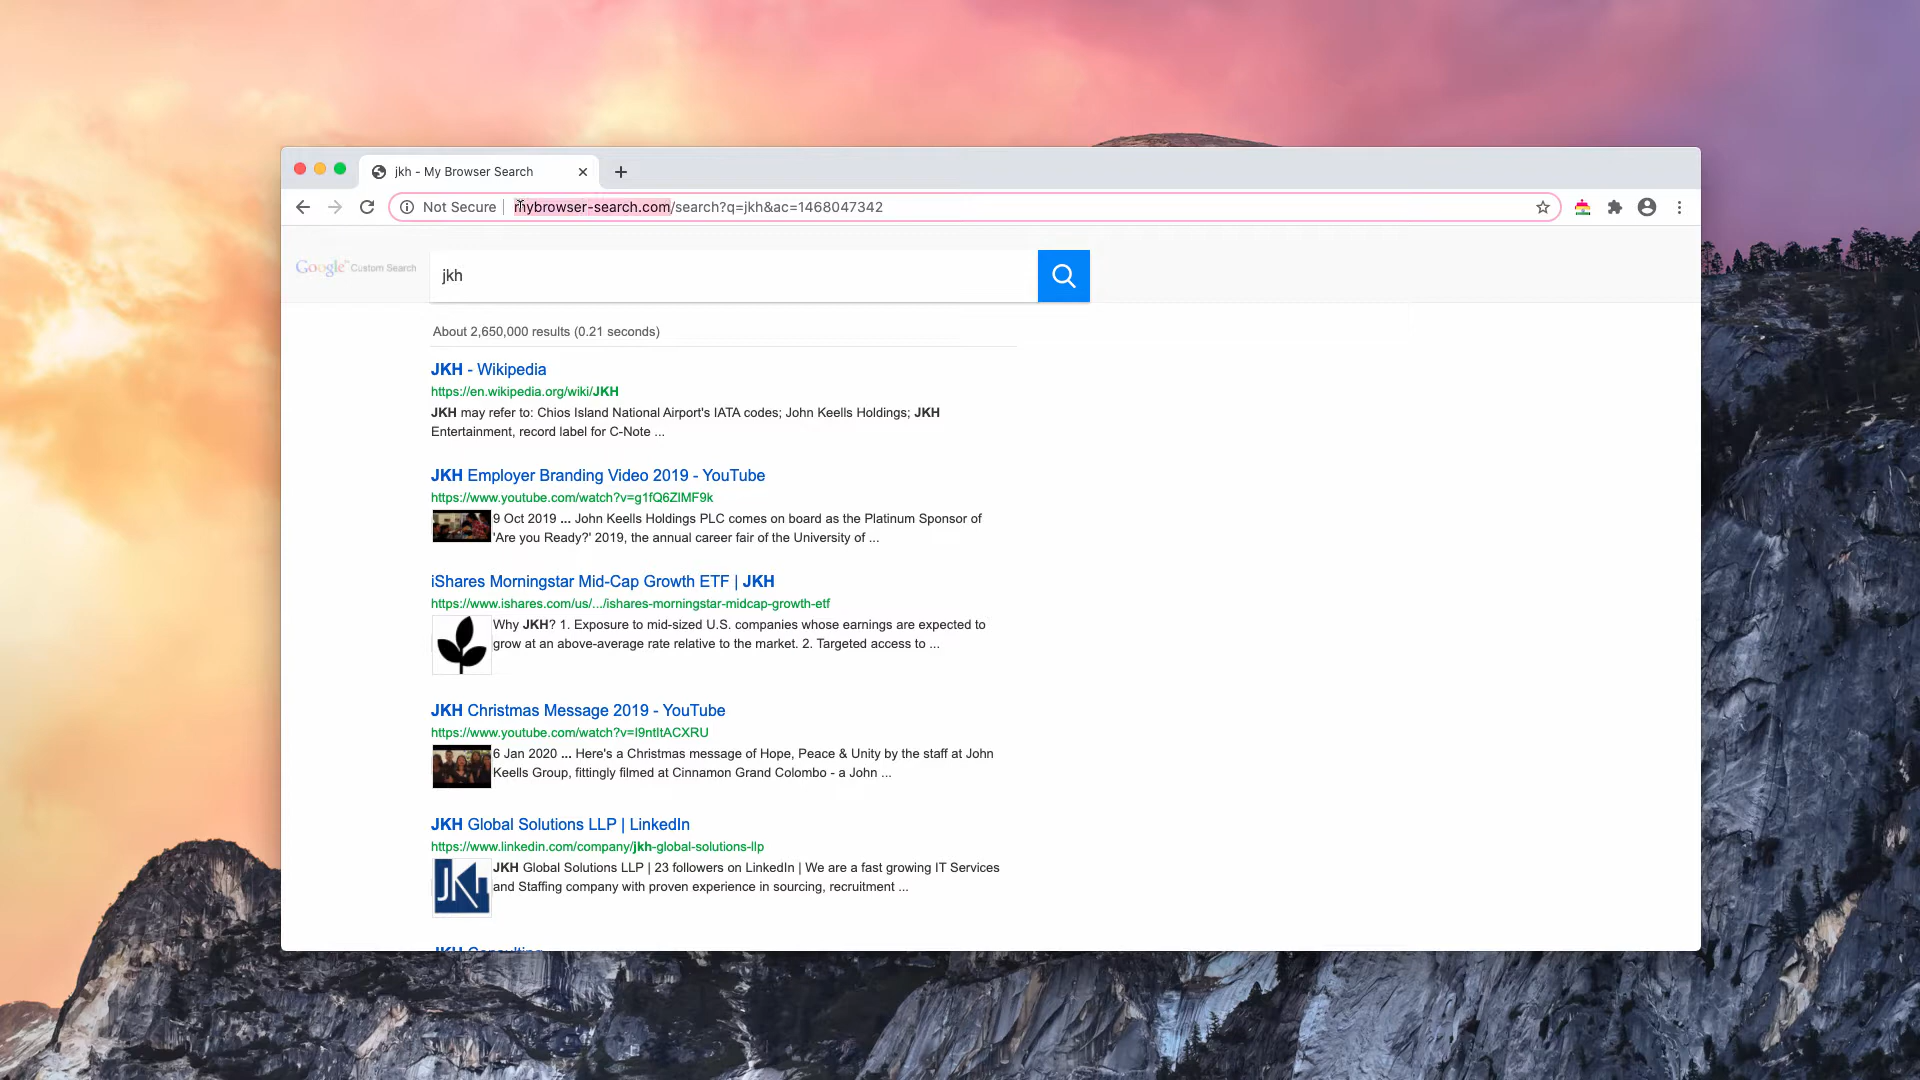 jkh - My Browser Search
Not Secure mybrowser-search.com/search?q=jkh&ac=1468047342
Google™ Custom Search
jkh
About 2,650,000 results (0.21 seconds)
JKH - Wikipedia
https://en.wikipedia.org/wiki/JKH
JKH may refer to: Chios Island National Airport's IATA codes; John Keells Holdings; JKH
Entertainment, record label for C-Note ...
JKH Employer Branding Video 2019 - YouTube
https://www.youtube.com/watch?v=g1fQ6ZIMF9k
9 Oct 2019 ... John Keells Holdings PLC comes on board as the Platinum Sponsor of
'Are you Ready?' 2019, the annual career fair of the University of ...
iShares Morningstar Mid-Cap Growth ETF | JKH
https://www.ishares.com/us/.../ishares-morningstar-midcap-growth-etf
Why JKH? 1. Exposure to mid-sized U.S. companies whose earnings are expected to
grow at an above-average rate relative to the market. 2. Targeted access to ...
JKH Christmas Message 2019 - YouTube
https://www.youtube.com/watch?v=I9ntItACXRU
6 Jan 2020 ... Here's a Christmas message of Hope, Peace & Unity by the staff at John
Keells Group, fittingly filmed at Cinnamon Grand Colombo - a John ...
JKH Global Solutions LLP | LinkedIn
https://www.linkedin.com/company/jkh-global-solutions-llp
JKH Global Solutions LLP | 23 followers on LinkedIn | We are a fast growing IT Services
and Staffing company with proven experience in sourcing, recruitment ...
JKH Consulting